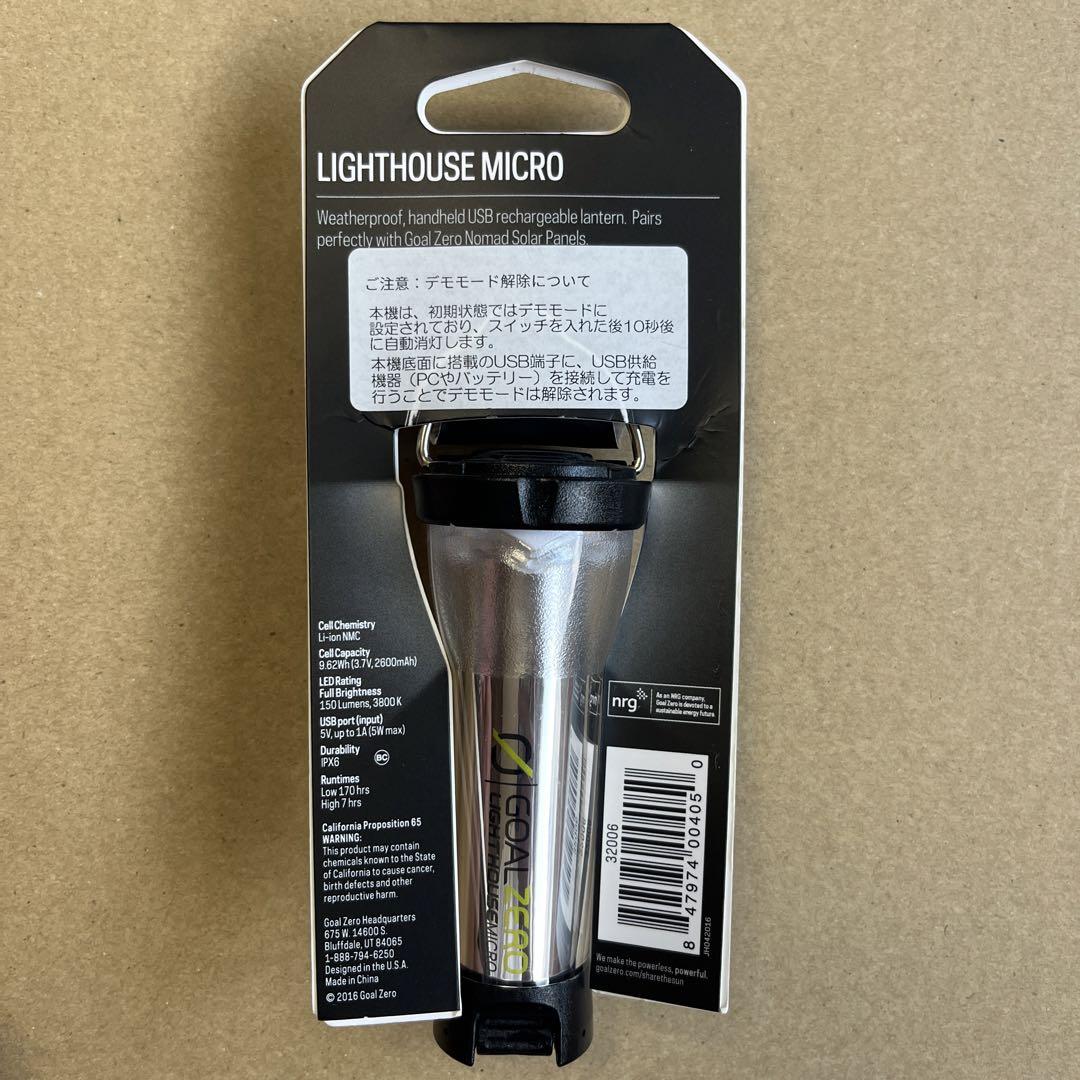 LIGHTHOUSE MICRO
Weatherproof, handheld USB rechargeable lantern. Pairs
perfectly with Goal Zero Nomad Solar Panels.
ご注意：デモモード解除について
本機は、初期状態ではデモモードに
設定されており、スイッチを入れた後10秒後
に自動消灯します。
本機底面に搭載のUSB端子に、USB供給
機器（PCやバッテリー）を接続して充電を
行うことでデモモードは解除されます。
Cell Chemistry
Li-ion NMC
Cell Capacity
9.62Wh (3.7V, 2600mAh)
LED Rating
Full Brightness
150 Lumens, 3800 K
USB port (input)
5V, up to 1A (5W max)
Durability
IPX6
BC
Runtimes
Low 170 hrs
High 7 hrs
California Proposition 65
WARNING:
This product may contain
chemicals known to the State
of California to cause cancer,
birth defects and other
reproductive harm.
Goal Zero Headquarters
675 W. 14600 S.
Bluffdale, UT 84065
1-888-794-6250
Designed in the U.S.A.
Made in China
© 2016 Goal Zero
GOAL ZERO
LIGHTHOUSE MICRO
nrg
As an NRG company,
Goal Zero is devoted to a
sustainable energy future.
32006
8 47974 00405 0
JH042016
We make the powerless, powerful.
goalzero.com/sharethesun